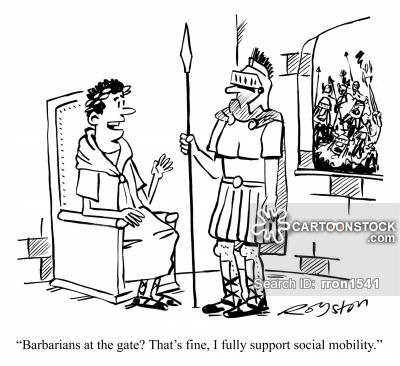 CARTOONSTOCK
.com
Search ID: rron1541
Royston
“Barbarians at the gate? That’s fine, I fully support social mobility.”